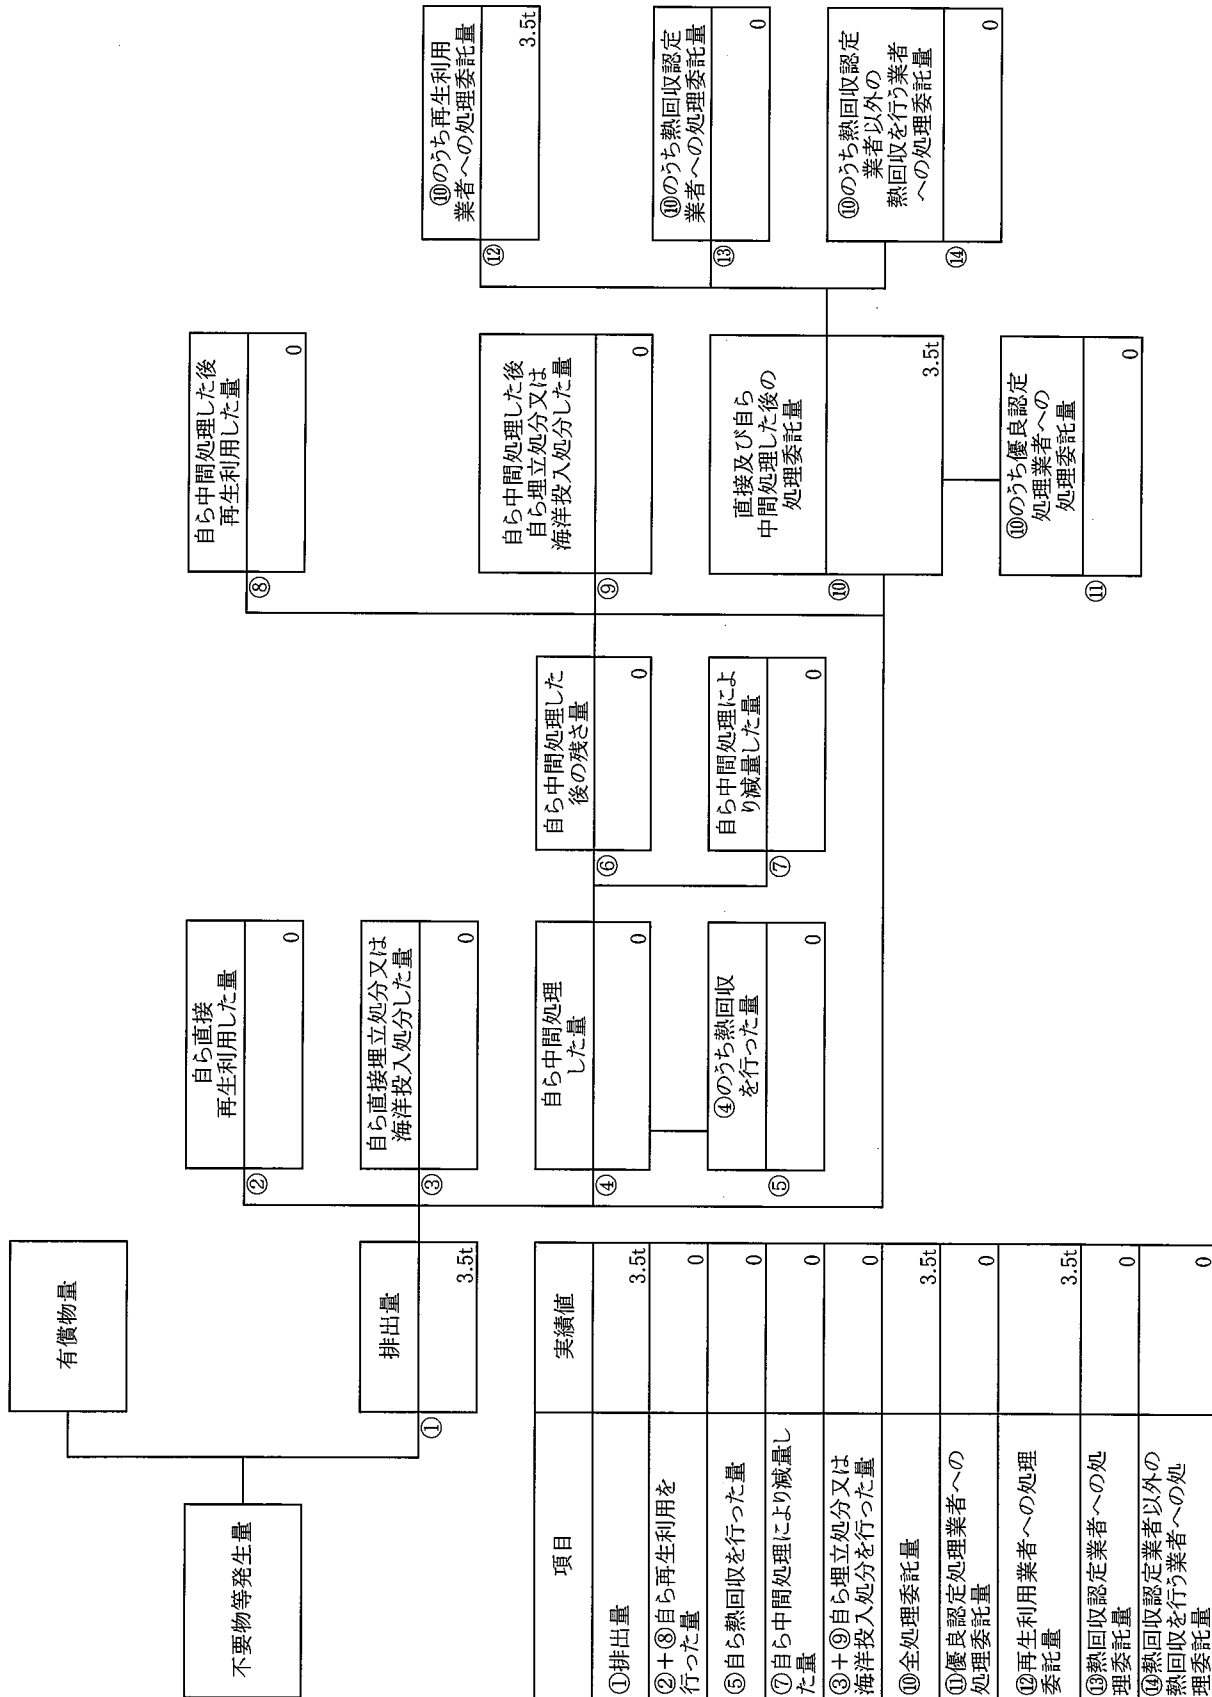 不要物等発生量
有償物量
①
排出量
3.5t
②
自ら直接
再生利用した量
0
③
自ら直接埋立処分又は
海洋投入処分した量
0
④
自ら中間処理
した量
0
⑤
④のうち熱回収
を行った量
0
⑥
自ら中間処理した
後の残さ量
0
⑦
自ら中間処理によ
り減量した量
0
⑧
自ら中間処理した後
再生利用した量
0
⑨
自ら中間処理した後
自ら埋立処分又は
海洋投入処分した量
0
⑩
直接及び自ら
中間処理した後の
処理委託量
3.5t
⑪
⑩のうち優良認定
処理業者への
処理委託量
0
⑫
⑩のうち再生利用
業者への処理委託量
3.5t
⑬
⑩のうち熱回収認定
業者への処理委託量
0
⑭
⑩のうち熱回収認定
業者以外の
熱回収を行う業者
への処理委託量
0
項目 実績値
①排出量 3.5t
②+⑧自ら再生利用を
行った量 0
⑤自ら熱回収を行った量 0
⑦自ら中間処理により減量し
た量 0
③+⑨自ら埋立処分又は
海洋投入処分を行った量 0
⑩全処理委託量 3.5t
⑪優良認定処理業者への
処理委託量 0
⑫再生利用業者への処理
委託量 3.5t
⑬熱回収認定業者への処
理委託量 0
⑭熱回収認定業者以外の
熱回収を行う業者への処
理委託量 0